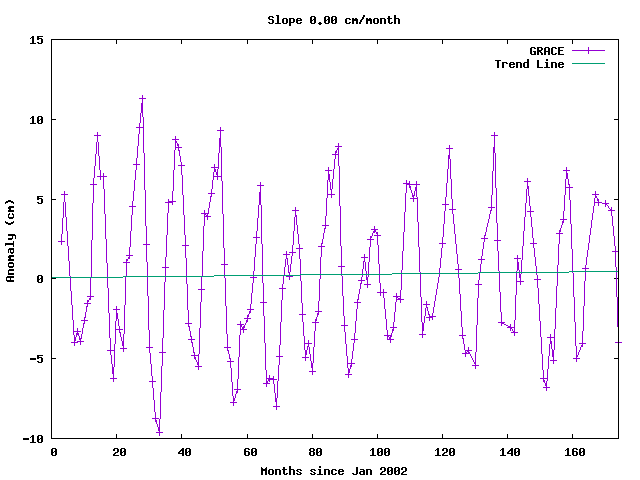 Slope 0.00 cm/month
15
GRACE
Trend Line
10
5
0
-5
-10
Anomaly (cm)
0 20 40 60 80 100 120 140 160
Months since Jan 2002